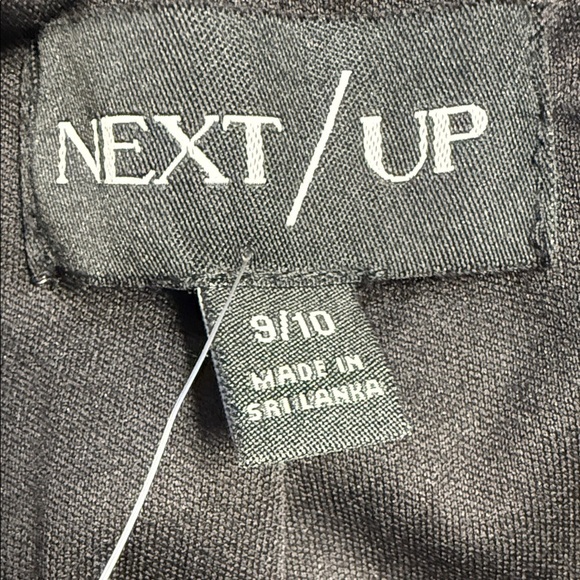 NEXT/UP
9/10
MADE IN
SRI LANKA